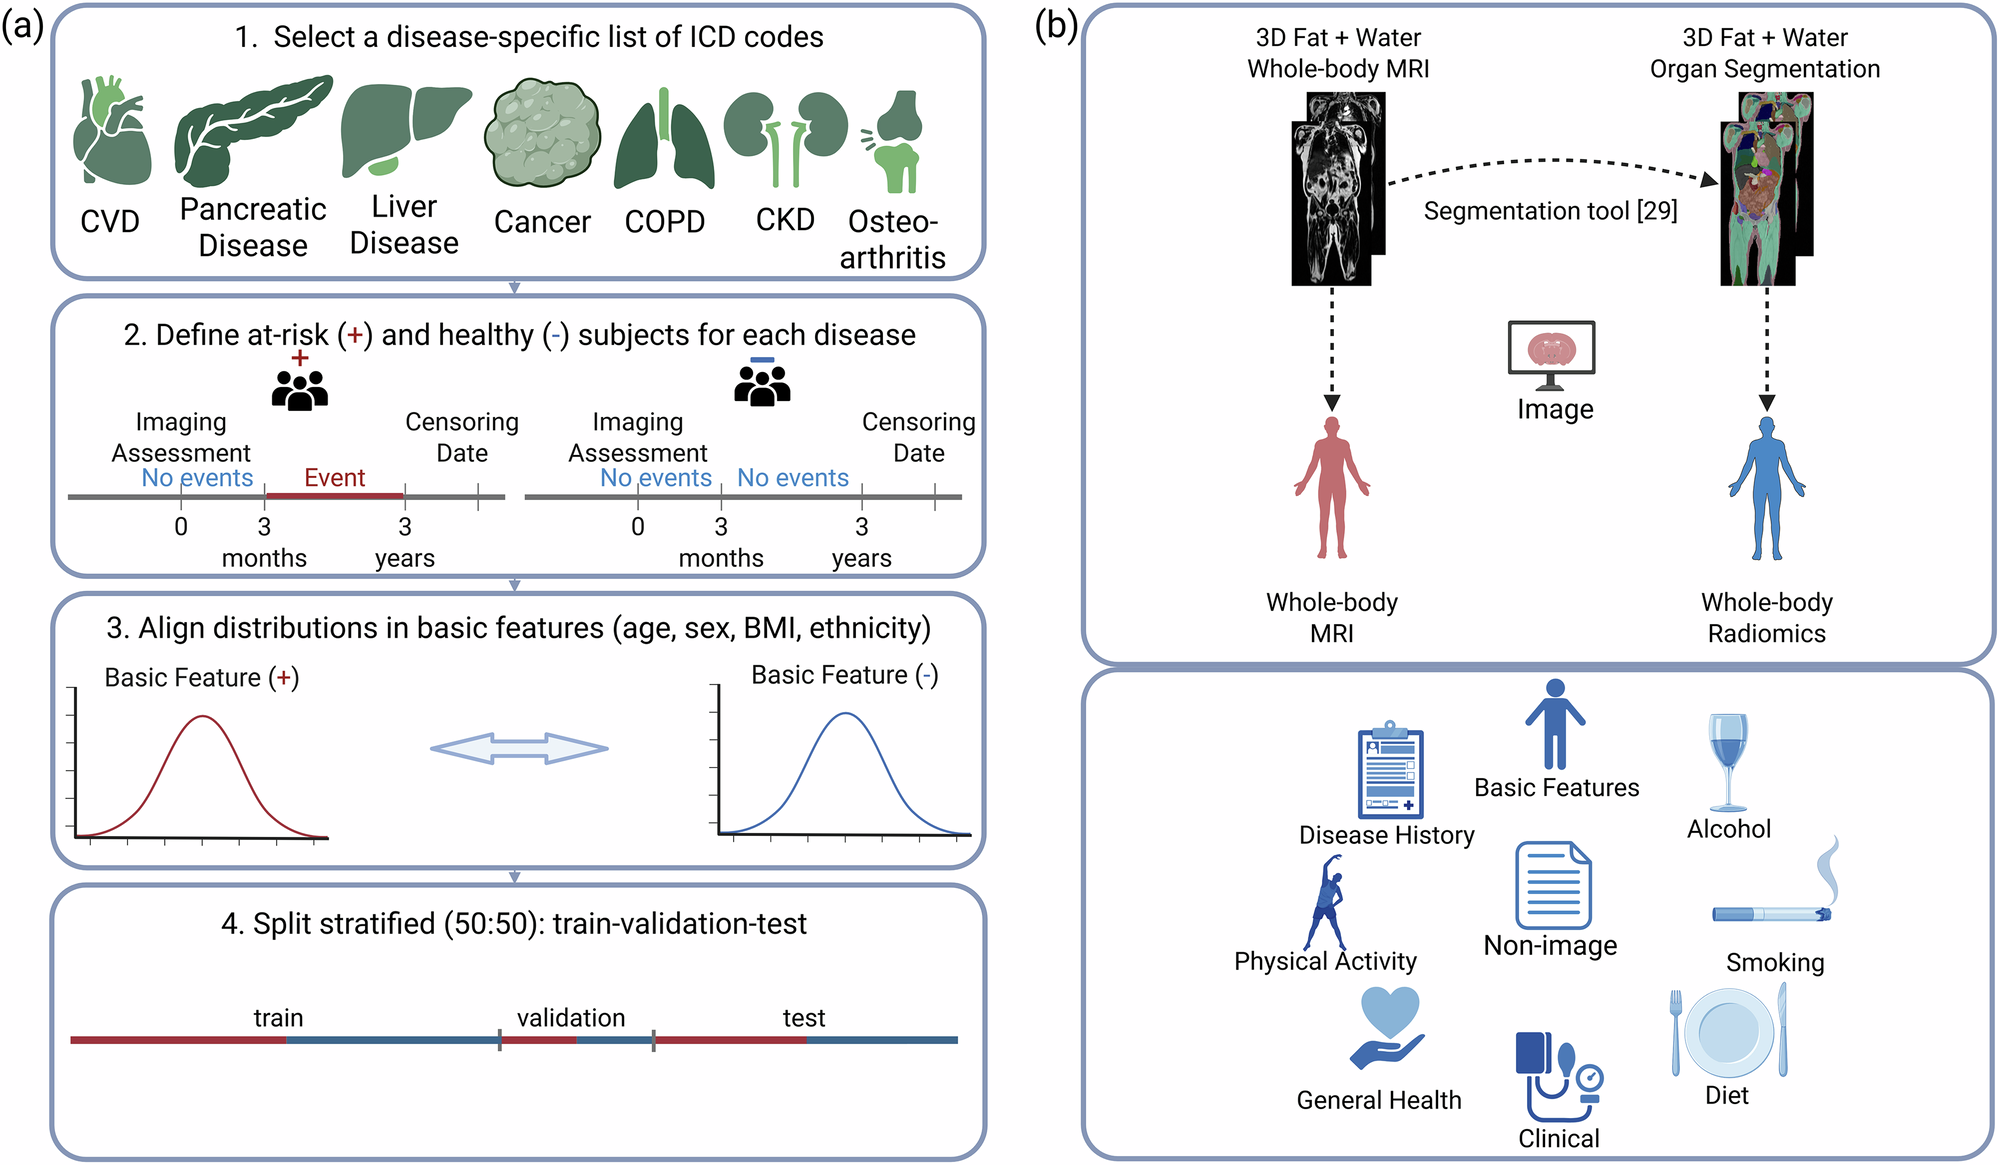 (a)
1. Select a disease-specific list of ICD codes
CVD
Pancreatic
Disease
Liver
Disease
Cancer
COPD
CKD
Osteo-
arthritis
2. Define at-risk (+) and healthy (-) subjects for each disease
+
Imaging
Assessment
Censoring
Date
No events
Event
0
3
months
3
years
Imaging
Assessment
Censoring
Date
No events
No events
0
3
months
3
years
3. Align distributions in basic features (age, sex, BMI, ethnicity)
Basic Feature (+)
Basic Feature (-)
4. Split stratified (50:50): train-validation-test
train
validation
test
(b)
3D Fat + Water
Whole-body MRI
3D Fat + Water
Organ Segmentation
Segmentation tool [29]
Image
Whole-body
MRI
Whole-body
Radiomics
Basic Features
Disease History
Alcohol
Physical Activity
Non-image
Smoking
General Health
Clinical
Diet